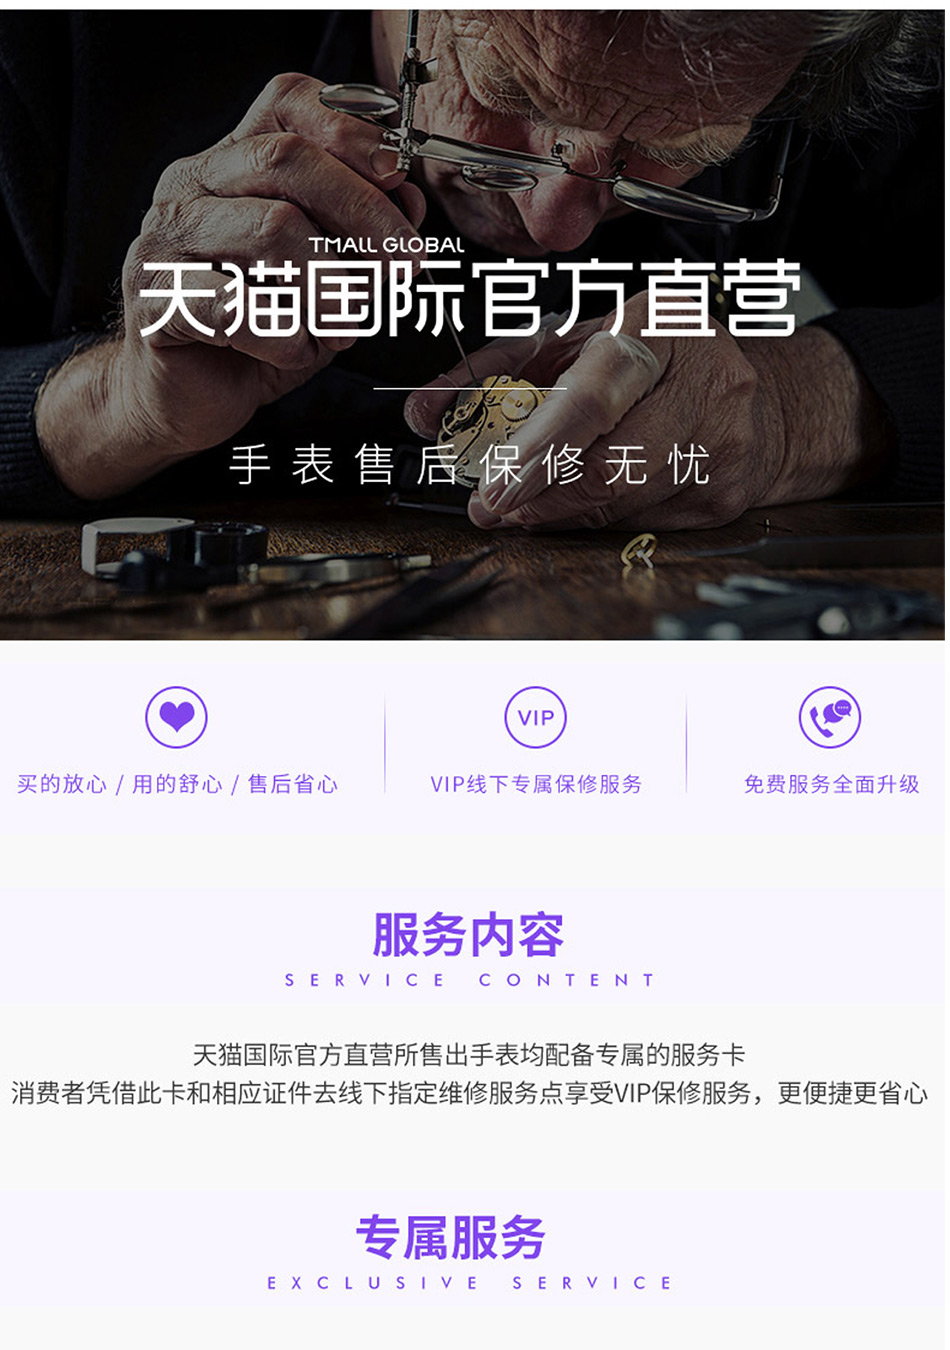 TMALL GLOBAL
天猫国际官方直营
手表售后保修无忧
买的放心 / 用的舒心 / 售后省心
VIP
VIP线下专属保修服务
免费服务全面升级
服务内容
SERVICE CONTENT
天猫国际官方直营所售出手表均配备专属的服务卡
消费者凭借此卡和相应证件去线下指定维修服务点享受VIP保修服务，更便捷更省心
专属服务
EXCLUSIVE SERVICE